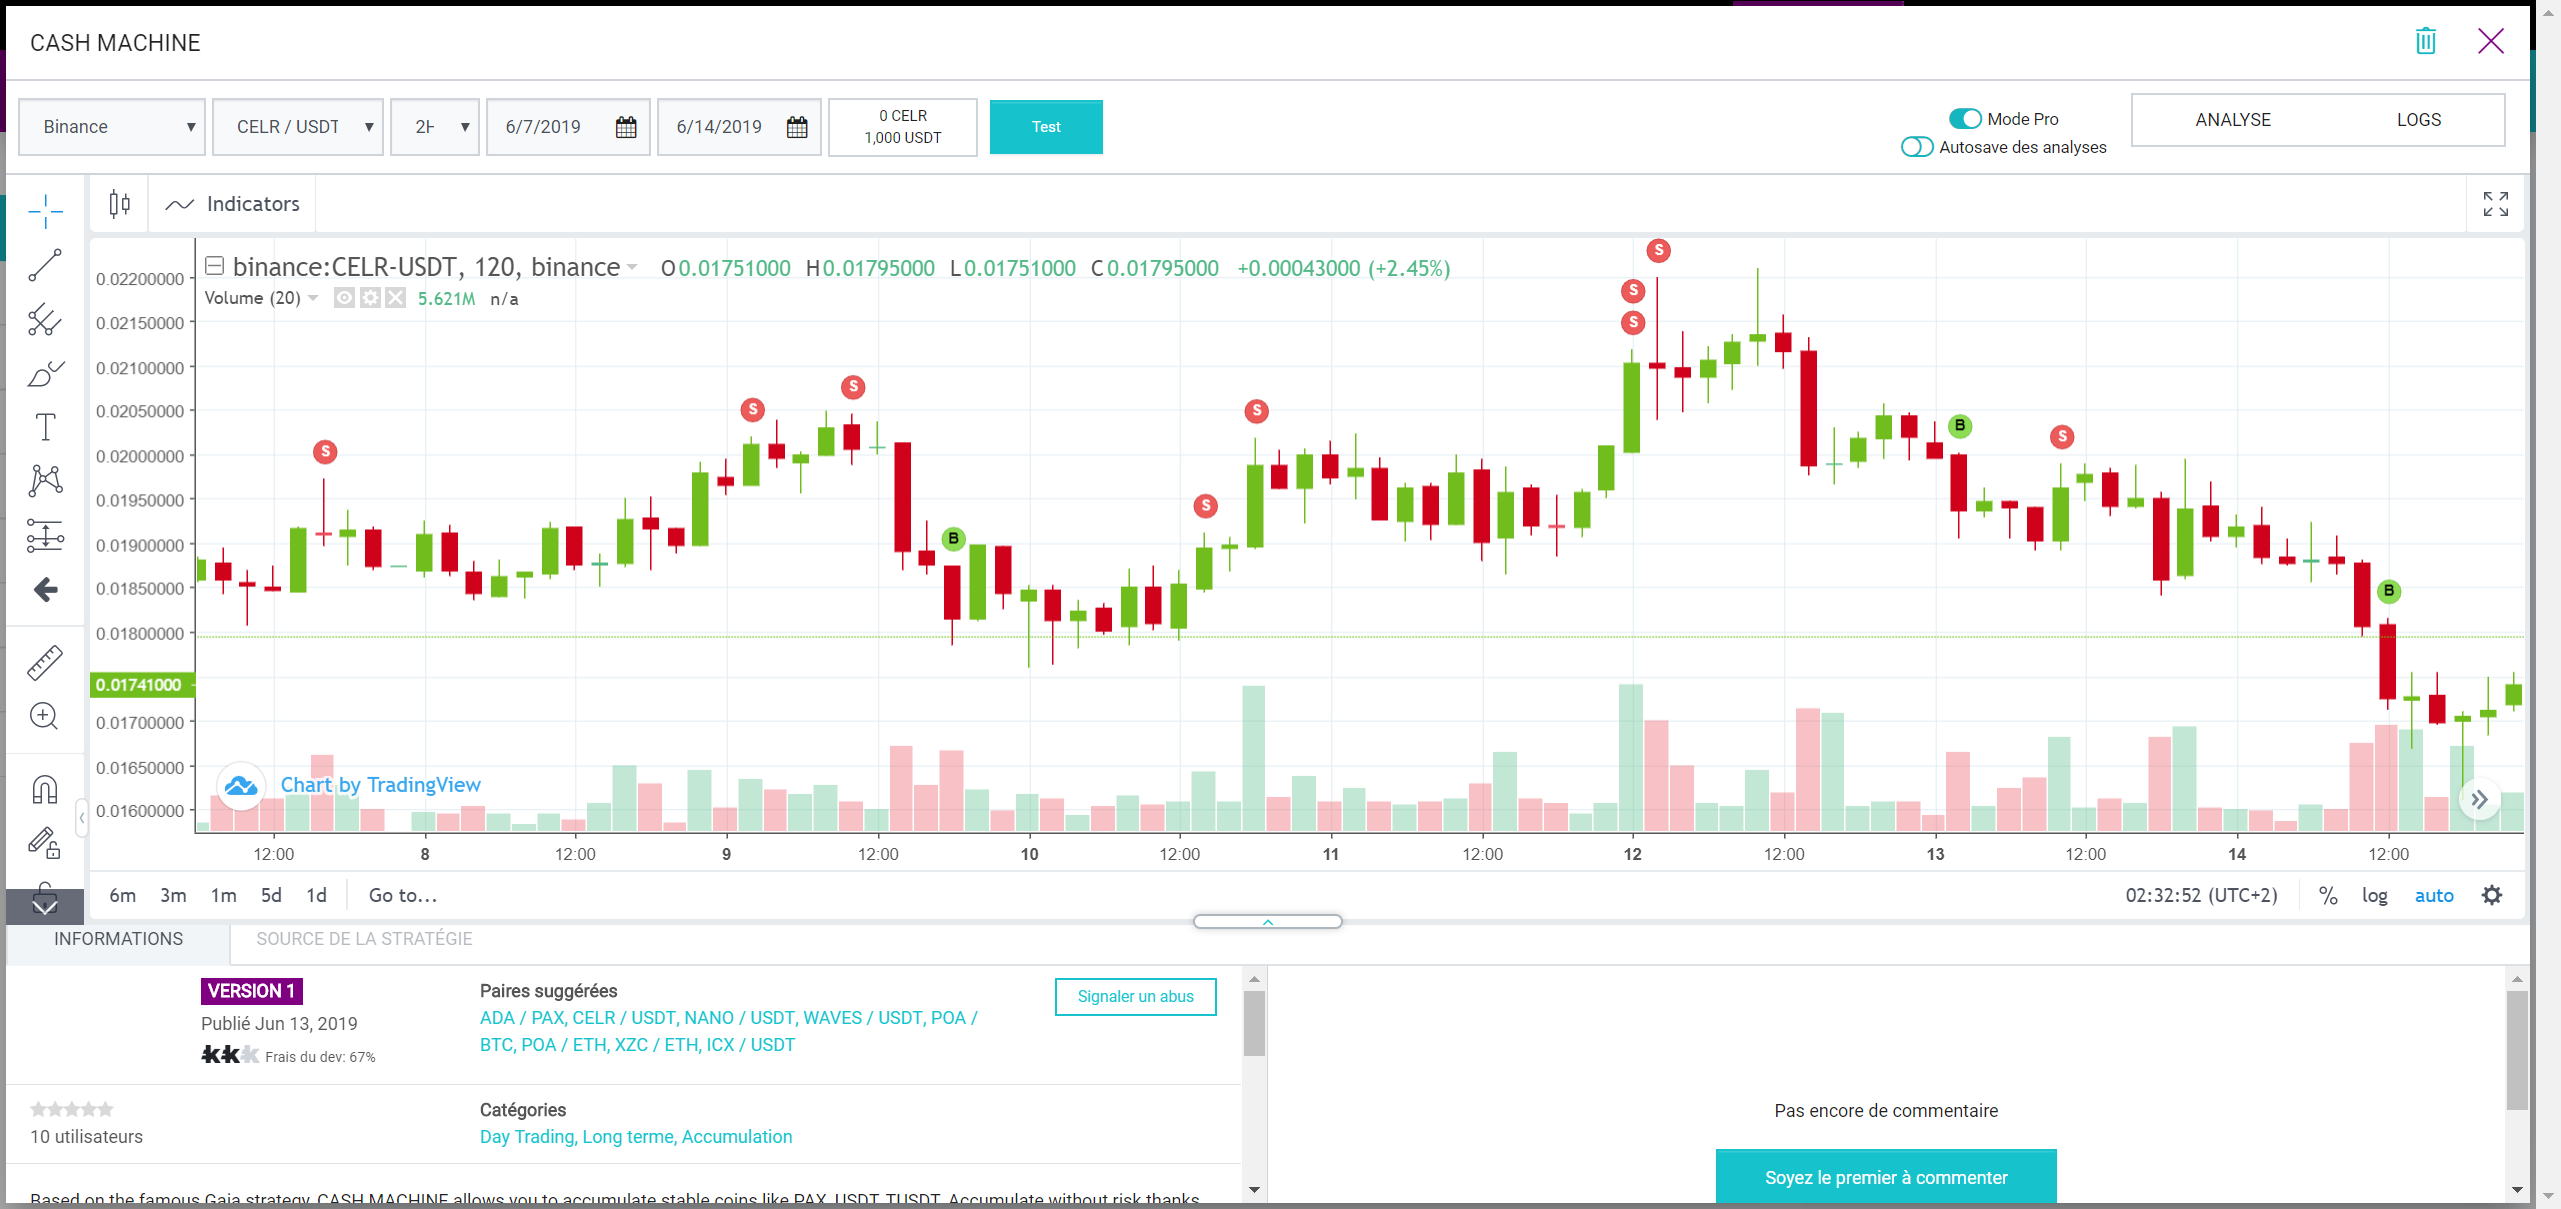 CASH MACHINE
Binance ▼ CELR / USDT ▼ 2H ▼ 6/7/2019 6/14/2019
0 CELR
1,000 USDT
Test
Mode Pro
Autosave des analyses
ANALYSE LOGS
Indicators
binance:CELR-USDT, 120, binance O0.01751000 H0.01795000 L0.01751000 C0.01795000 +0.00043000 (+2.45%)
Volume (20) 5.621M n/a
0.02200000
0.02150000
0.02100000
0.02050000
0.02000000
0.01950000
0.01900000
0.01850000
0.01800000
0.01741000
0.01700000
0.01650000
0.01600000
S
S
S
B
S
S
S
S
S
B
S
B
Chart by TradingView
12:00 8 12:00 9 12:00 10 12:00 11 12:00 12 12:00 13 12:00 14 12:00
6m 3m 1m 5d 1d Go to... 02:32:52 (UTC+2) % log auto
INFORMATIONS SOURCE DE LA STRATÉGIE
VERSION 1
Publié Jun 13, 2019
Frais du dev: 67%
Paires suggérées
ADA / PAX, CELR / USDT, NANO / USDT, WAVES / USDT, POA /
BTC, POA / ETH, XZC / ETH, ICX / USDT
Signaler un abus
10 utilisateurs
Catégories
Day Trading, Long terme, Accumulation
Based on the famous Gaia strategy, CASH MACHINE allows you to accumulate stable coins like PAX, USDT, TUSDT. Accumulate without risk thanks
Pas encore de commentaire
Soyez le premier à commenter